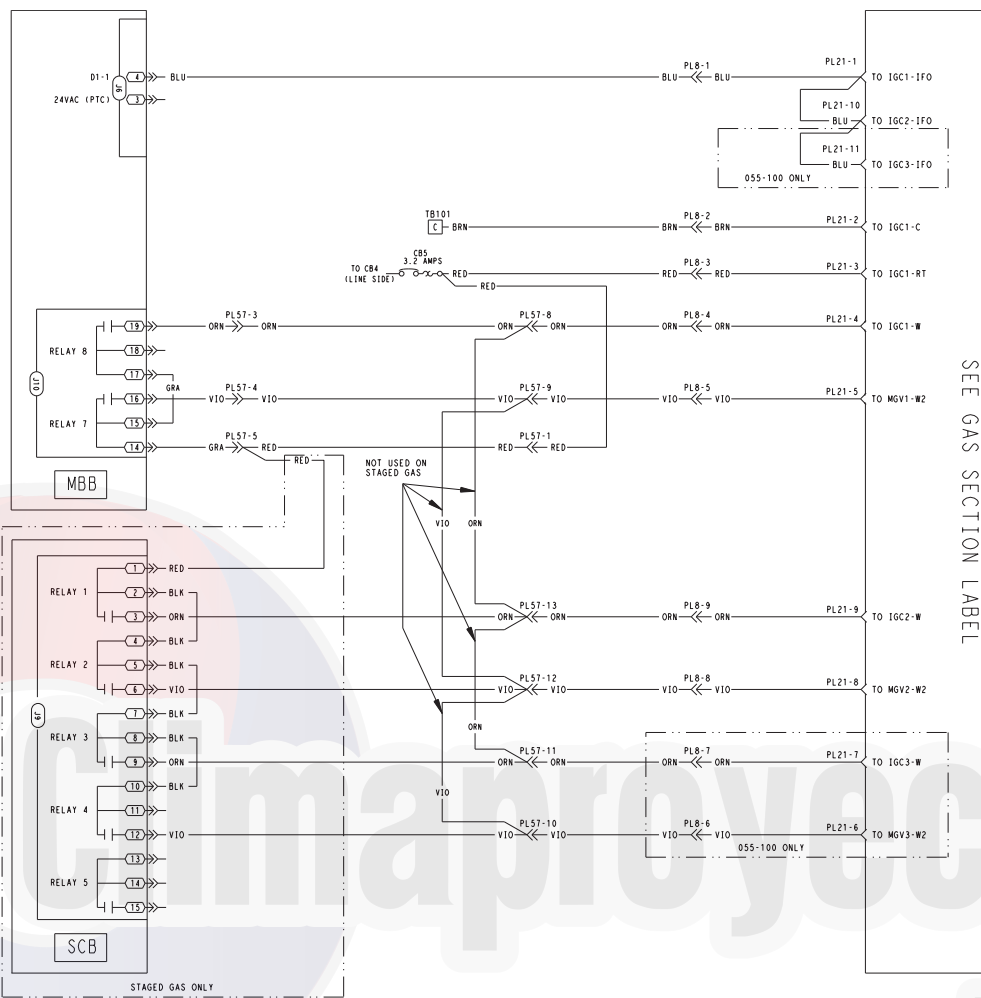 D1-1 4 BLU PL8-1 BLU BLU PL21-1 TO IGC1-IFO
J6
24VAC (PTC) 3
PL21-10
BLU TO IGC2-IFO
PL21-11
BLU TO IGC3-IFO
055-100 ONLY
TB101
C BRN PL8-2 BRN BRN PL21-2 TO IGC1-C
CB5
3.2 AMPS
TO CB4
(LINE SIDE)
RED PL8-3 RED RED PL21-3 TO IGC1-RT
RED
19 ORN PL57-3 ORN ORN PL57-8 ORN ORN PL8-4 ORN PL21-4 TO IGC1-W
RELAY 8 18
17
J10
GRA
16 VIO PL57-4 VIO VIO PL57-9 VIO VIO PL8-5 VIO PL21-5 TO MGV1-W2
RELAY 7 15
14 GRA PL57-5 RED RED PL57-1 RED
RED
MBB
NOT USED ON
STAGED GAS
VIO ORN
SEE GAS SECTION LABEL
1 RED
RELAY 1 2 BLK
3 ORN ORN PL57-13 ORN ORN PL8-9 ORN PL21-9 TO IGC2-W
4 BLK
RELAY 2 5 BLK
6 VIO VIO PL57-12 VIO VIO PL8-8 VIO PL21-8 TO MGV2-W2
J9
7 BLK
ORN
RELAY 3 8 BLK
9 ORN ORN PL57-11 ORN ORN PL8-7 ORN PL21-7 TO IGC3-W
10 BLK
VIO
RELAY 4 11
12 VIO VIO PL57-10 VIO VIO PL8-6 VIO PL21-6 TO MGV3-W2
055-100 ONLY
13
RELAY 5 14
15
SCB
STAGED GAS ONLY
Climaproyec